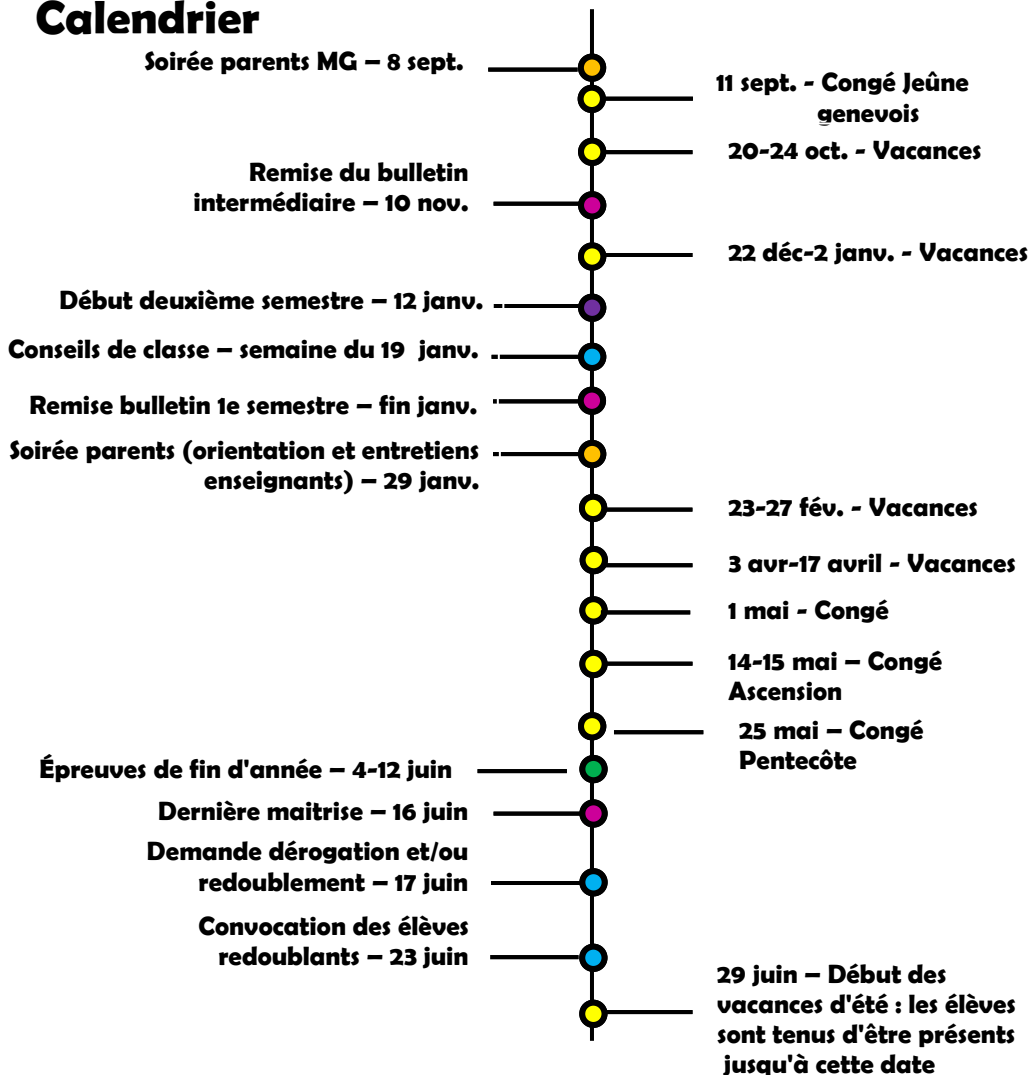 Calendrier
Soirée parents MG – 8 sept.
11 sept. - Congé Jeûne
genevois
20-24 oct. - Vacances
Remise du bulletin
intermédiaire – 10 nov.
22 déc-2 janv. - Vacances
Début deuxième semestre – 12 janv.
Conseils de classe – semaine du 19 janv.
Remise bulletin 1e semestre – fin janv.
Soirée parents (orientation et entretiens
enseignants) – 29 janv.
23-27 fév. - Vacances
3 avr-17 avril - Vacances
1 mai - Congé
14-15 mai – Congé
Ascension
25 mai – Congé
Pentecôte
Épreuves de fin d'année – 4-12 juin
Dernière maitrise – 16 juin
Demande dérogation et/ou
redoublement – 17 juin
Convocation des élèves
redoublants – 23 juin
29 juin – Début des
vacances d'été : les élèves
sont tenus d'être présents
jusqu'à cette date